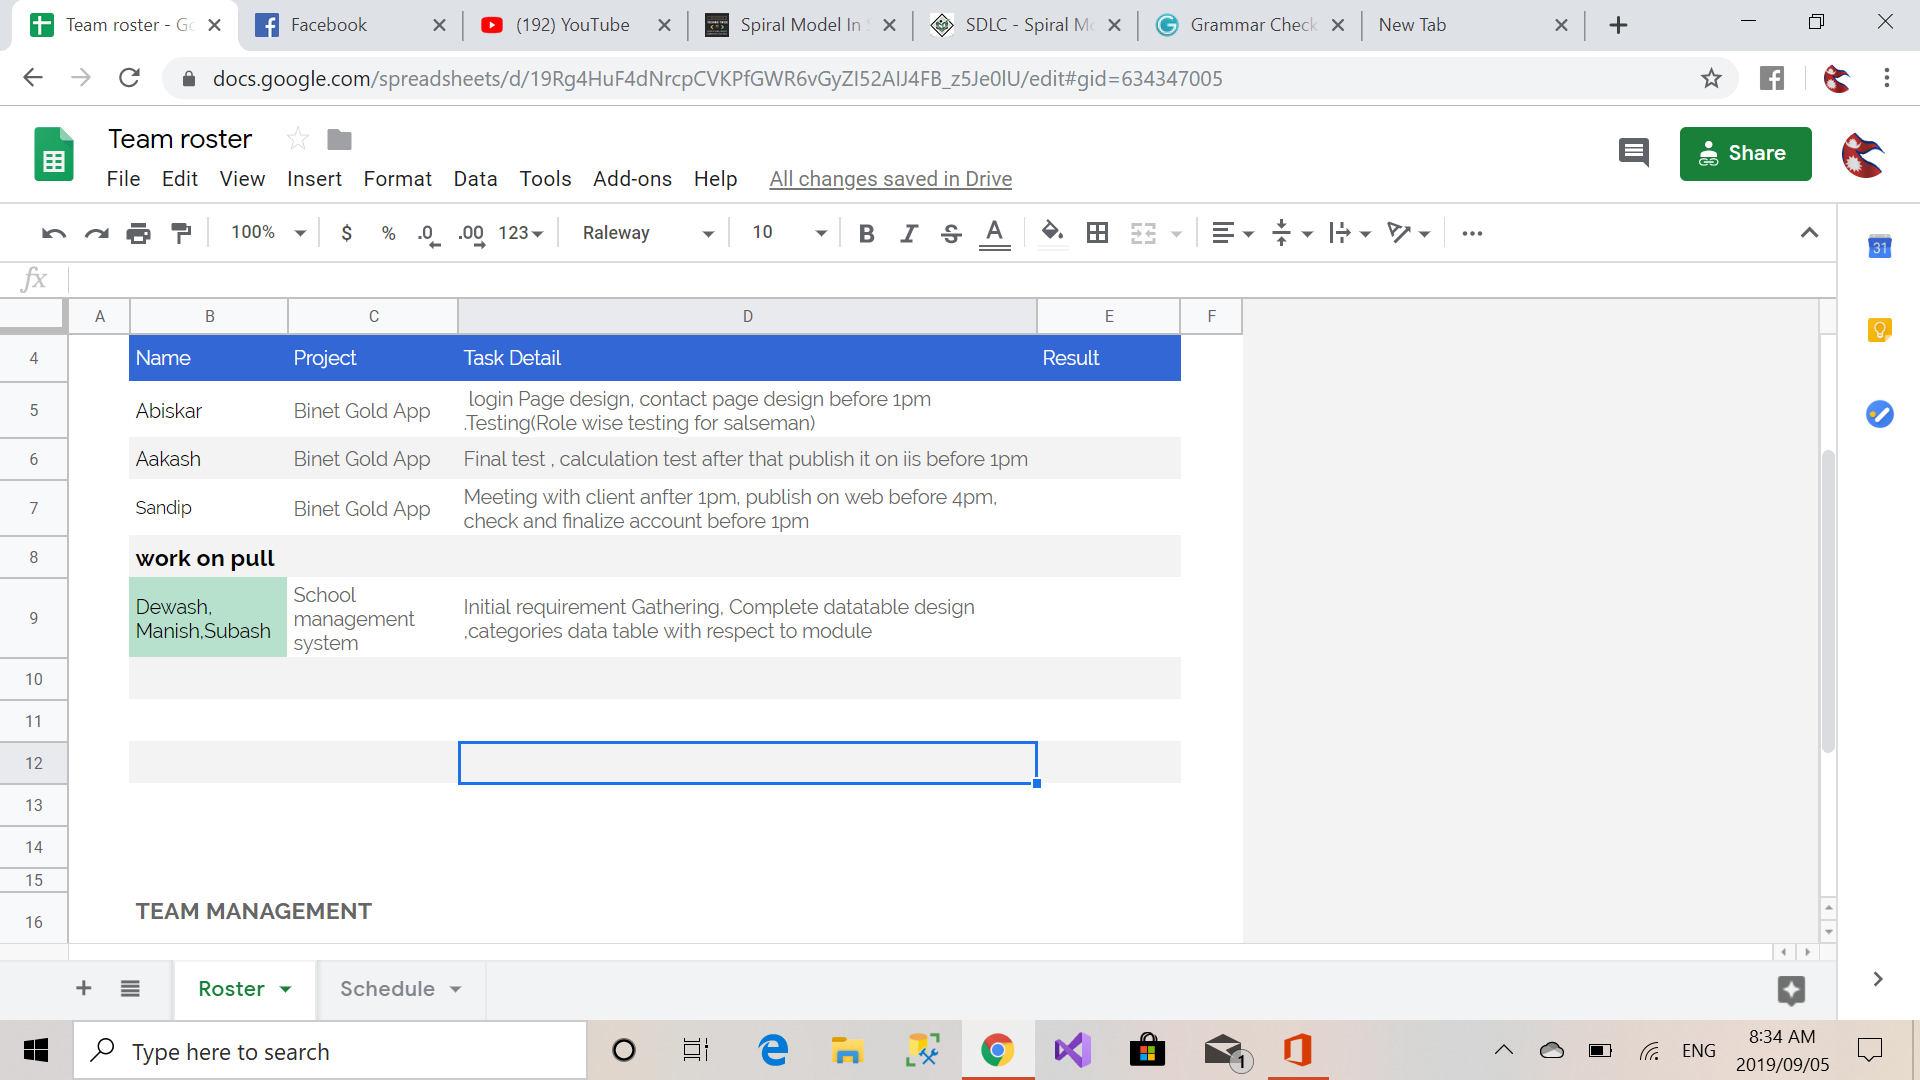 Team roster - Go
Facebook
(192) YouTube
Spiral Model In S
SDLC - Spiral Mo
Grammar Check
New Tab
docs.google.com/spreadsheets/d/19Rg4HuF4dNrcpCVKPfGWR6vGyZI52AIJ4FB_z5Je0lU/edit#gid=634347005
Team roster
Share
File Edit View Insert Format Data Tools Add-ons Help All changes saved in Drive
100% $ % .0 .00 123 Raleway 10 B I S A
31
fx
A B C D E F
4 Name Project Task Detail Result
5 Abiskar Binet Gold App login Page design, contact page design before 1pm
.Testing(Role wise testing for salseman)
6 Aakash Binet Gold App Final test , calculation test after that publish it on iis before 1pm
7 Sandip Binet Gold App Meeting with client anfter 1pm, publish on web before 4pm,
check and finalize account before 1pm
8 work on pull
9 Dewash,
Manish,Subash
School
management
system
Initial requirement Gathering, Complete datatable design
,categories data table with respect to module
10
11
12
13
14
15
16 TEAM MANAGEMENT
Roster Schedule
Type here to search
1
ENG
8:34 AM
2019/09/05